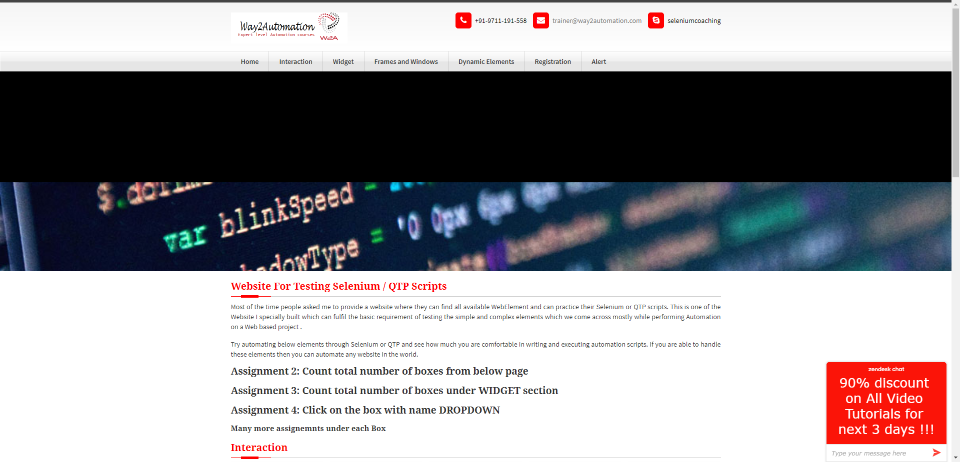 Way2Automation
Expert level Automation courses
Way2A
+91-9711-191-558
trainer@way2automation.com
seleniumcoaching
Home
Interaction
Widget
Frames and Windows
Dynamic Elements
Registration
Alert
var blinkSpeed =
'0 0px 0px
adowType =
Website For Testing Selenium / QTP Scripts
Most of the time people asked me to provide a website where they can find all available WebElement and can practice their Selenium or QTP scripts. This is one of the
Website I specially built which can fulfil the basic requirement of testing the simple and complex elements which we come across mostly while performing Automation
on a Web based project .
Try automating below elements through Selenium or QTP and see how much you are comfortable in writing and executing automation scripts. If you are able to handle
these elements then you can automate any website in the world.
Assignment 2: Count total number of boxes from below page
Assignment 3: Count total number of boxes under WIDGET section
Assignment 4: Click on the box with name DROPDOWN
Many more assignemnts under each Box
Interaction
zendesk chat
90% discount
on All Video
Tutorials for
next 3 days !!!
Type your message here